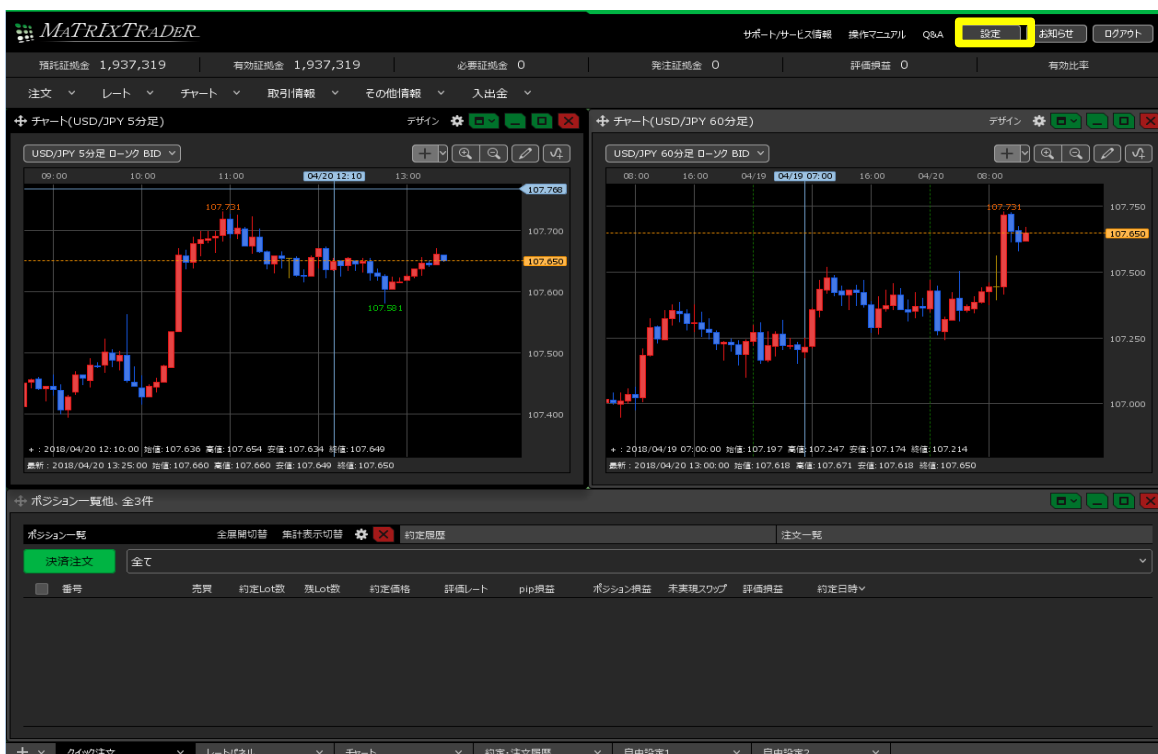 MATRIXTRADER
サポート/サービス情報 操作マニュアル Q&A 設定 お知らせ ログアウト
預託証拠金 1,937,319 有効証拠金 1,937,319 必要証拠金 0 発注証拠金 0 評価損益 0 有効比率
注文 レート チャート 取引情報 その他情報 入出金
チャート(USD/JPY 5分足) デザイン
USD/JPY 5分足 ローソク BID
09:00 10:00 11:00 04/20 12:10 13:00
107.768
107.731
107.700
107.650
107.600
107.581
107.500
107.400
+ : 2018/04/20 12:10:00 始値:107.636 高値:107.654 安値:107.634 終値:107.649
最新 : 2018/04/20 13:25:00 始値:107.660 高値:107.660 安値:107.649 終値:107.650
チャート(USD/JPY 60分足) デザイン
USD/JPY 60分足 ローソク BID
08:00 16:00 04/19 04/19 07:00 16:00 04/20 08:00
107.731
107.750
107.650
107.500
107.250
107.000
+ : 2018/04/19 07:00:00 始値:107.197 高値:107.247 安値:107.174 終値:107.214
最新 : 2018/04/20 13:00:00 始値:107.618 高値:107.671 安値:107.618 終値:107.650
ポジション一覧他、全3件
ポジション一覧 全展開切替 集計表示切替 約定履歴 注文一覧
決済注文 全て
番号 売買 約定Lot数 残Lot数 約定価格 評価レート pip損益 ポジション損益 未実現スワップ 評価損益 約定日時
クイック注文 レートパネル チャート 約定・注文履歴 自由設定1 自由設定2